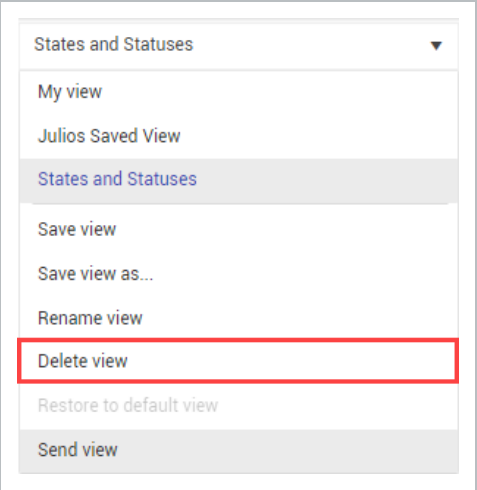 States and Statuses
My view
Julios Saved View
States and Statuses
Save view
Save view as...
Rename view
Delete view
Restore to default view
Send view